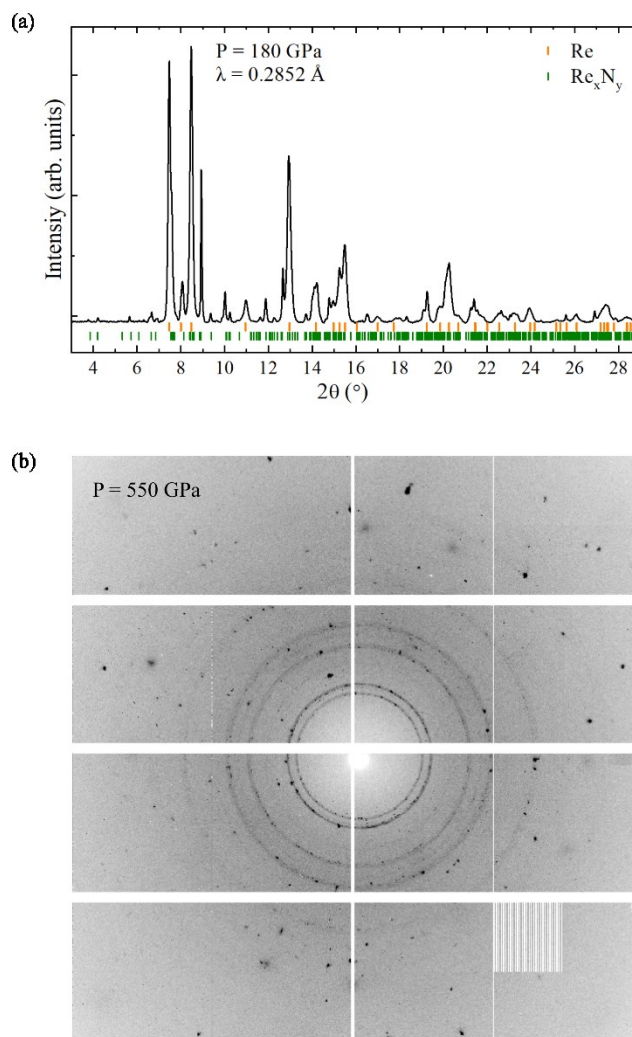 (a)
P = 180 GPa
λ = 0.2852 Å
Re
RexNy
Intensiy (arb. units)
4 6 8 10 12 14 16 18 20 22 24 26 28
2θ (°)
(b)
P = 550 GPa